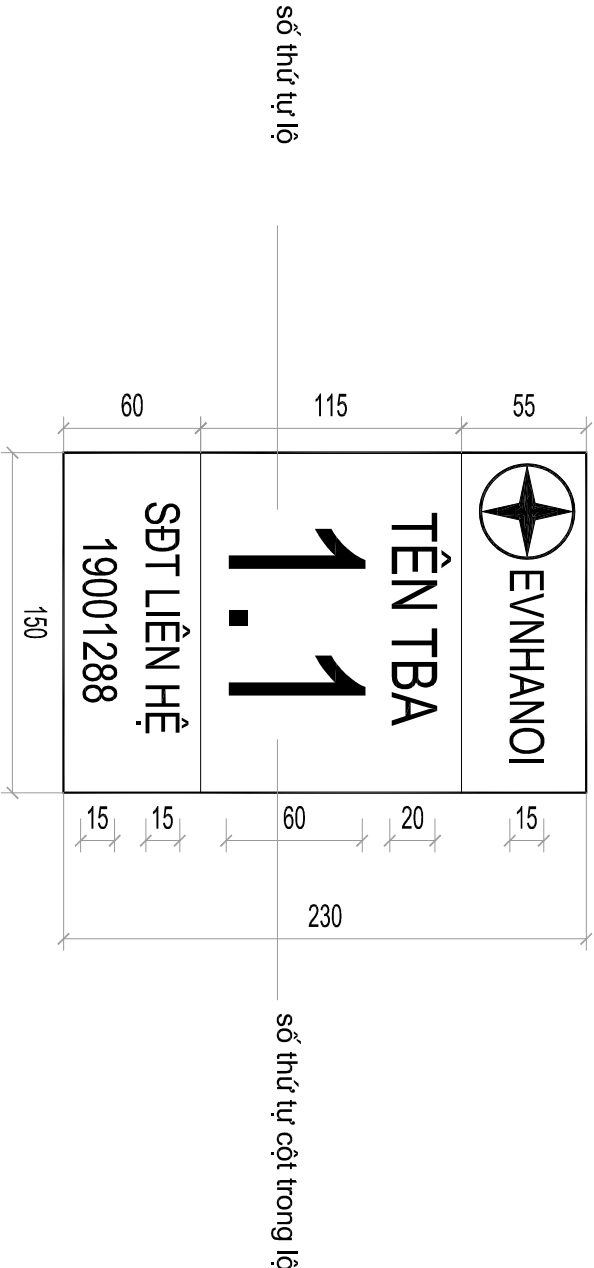 EVNHANOI
TÊN TBA
1.1
SĐT LIÊN HỆ
19001288
số thứ tự lộ
số thứ tự cột trong lộ
55
115
60
150
15
20
60
15
15
230